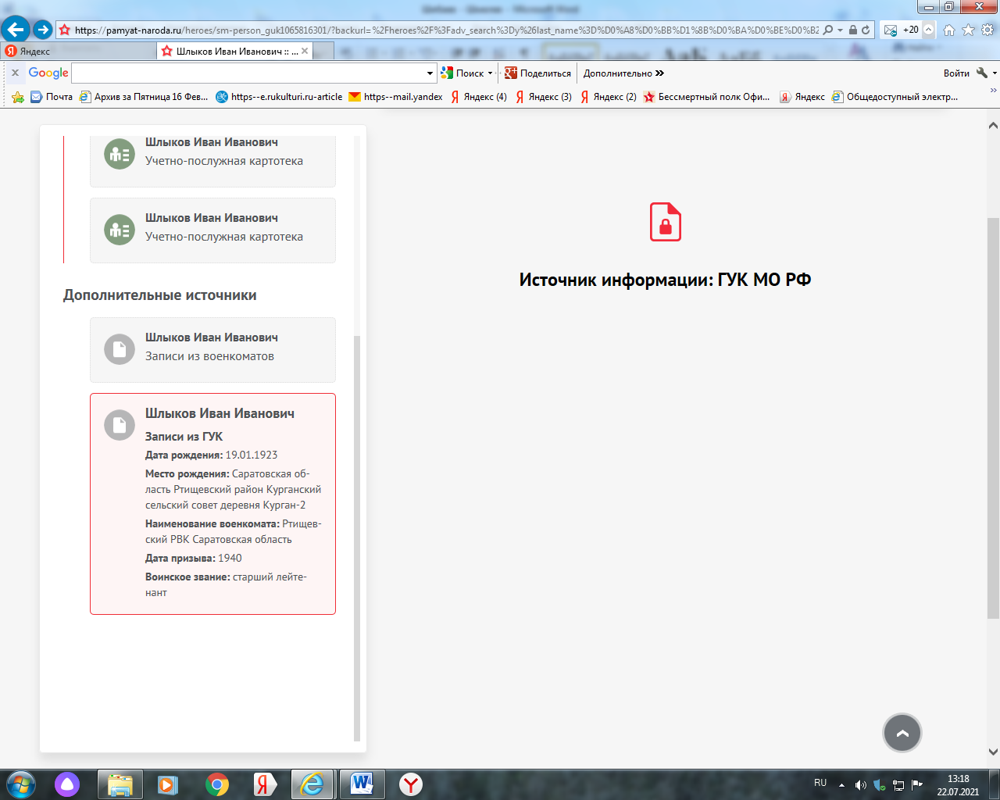 https://pamyat-naroda.ru/heroes/sm-person_guk1065816301/?backurl=%2Fheroes%2F%3Fadv_search%3Dy%26last_name%3D%D0%A8%D0%BB%D1%8B%D0%BA%D0%BE%D0%B2
+20
Яндекс
Шлыков Иван Иванович :: ...
Google
Поиск
Поделиться
Дополнительно
Войти
Почта
Архив за Пятница 16 Фев...
https--e.rukulturi.ru-article
https--mail.yandex
Яндекс (4)
Яндекс (3)
Яндекс (2)
Бессмертный полк Офи...
Яндекс
Общедоступный электр...
Шлыков Иван Иванович
Учетно-послужная картотека
Шлыков Иван Иванович
Учетно-послужная картотека
Дополнительные источники
Шлыков Иван Иванович
Записи из военкоматов
Шлыков Иван Иванович
Записи из ГУК
Дата рождения: 19.01.1923
Место рождения: Саратовская об-
ласть Ртищевский район Курганский
сельский совет деревня Курган-2
Наименование военкомата: Ртищев-
ский РВК Саратовская область
Дата призыва: 1940
Воинское звание: старший лейте-
нант
Источник информации: ГУК МО РФ
RU
13:18
22.07.2021